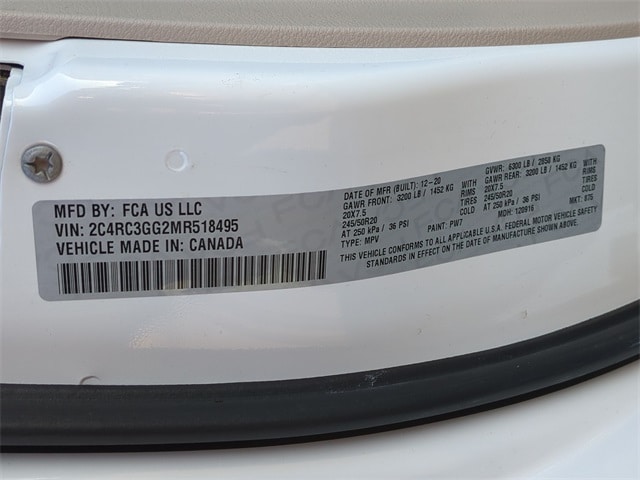 MFD BY: FCA US LLC
VIN: 2C4RC3GG2MR518495
VEHICLE MADE IN: CANADA
DATE OF MFR (BUILT): 12-20 GVWR: 6300 LB / 2858 KG
GAWR FRONT: 3200 LB / 1452 KG WITH GAWR REAR: 3200 LB / 1452 KG WITH
20X7.5 RIMS 20X7.5 RIMS
245/50R20 TIRES 245/50R20 TIRES
AT 250 kPa / 36 PSI AT 250 kPa / 36 PSI
TYPE: MPV PAINT: PW7 MDH: 120916 MKT: 875
THIS VEHICLE CONFORMS TO ALL APPLICABLE U.S.A. FEDERAL MOTOR VEHICLE SAFETY
STANDARDS IN EFFECT ON THE DATE OF MANUFACTURE SHOWN ABOVE.